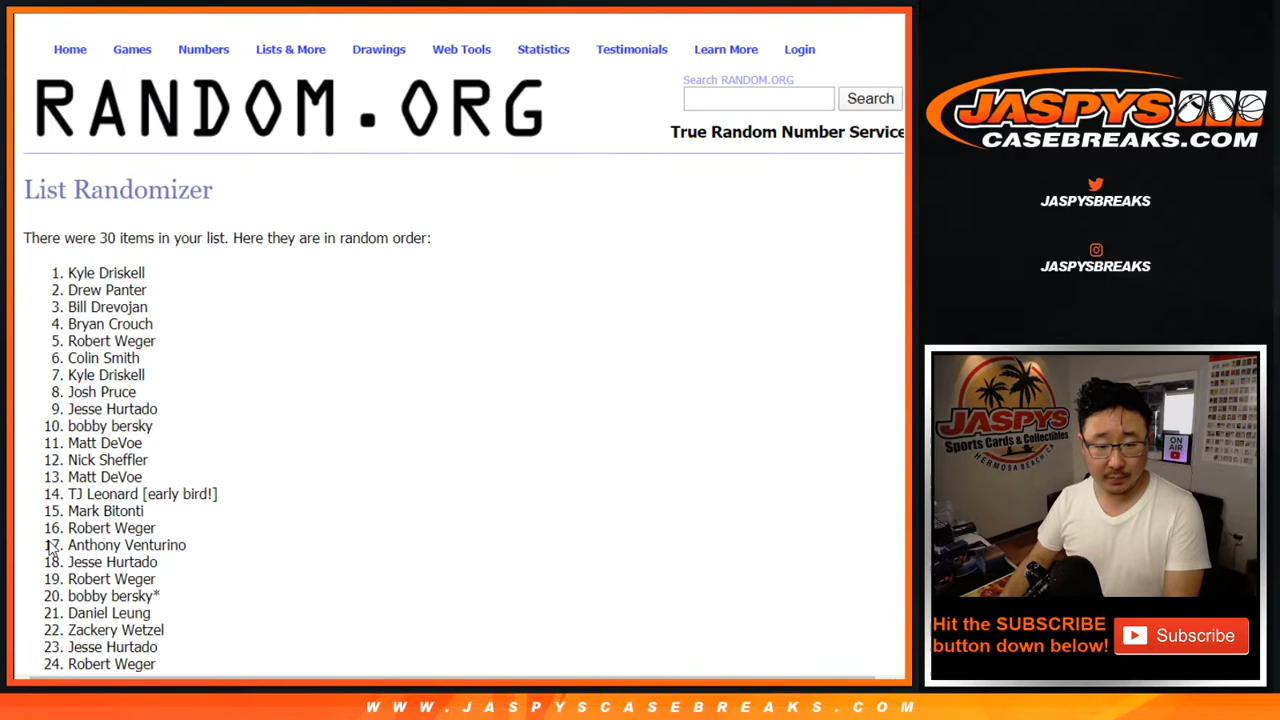 Home Games Numbers Lists & More Drawings Web Tools Statistics Testimonials Learn More Login
Search RANDOM.ORG
RANDOM.ORG
Search
True Random Number Service
List Randomizer
There were 30 items in your list. Here they are in random order:
1. Kyle Driskell
2. Drew Panter
3. Bill Drevojan
4. Bryan Crouch
5. Robert Weger
6. Colin Smith
7. Kyle Driskell
8. Josh Pruce
9. Jesse Hurtado
10. bobby bersky
11. Matt DeVoe
12. Nick Sheffler
13. Matt DeVoe
14. TJ Leonard [early bird!]
15. Mark Bitonti
16. Robert Weger
17. Anthony Venturino
18. Jesse Hurtado
19. Robert Weger
20. bobby bersky*
21. Daniel Leung
22. Zackery Wetzel
23. Jesse Hurtado
24. Robert Weger
JASPYS
CASEBREAKS.COM
JASPYSBREAKS
JASPYSBREAKS
JASPYS
Sports Cards & Collectibles
HERMOSA BEACH, CA
ON
AIR
Hit the SUBSCRIBE
button down below!
Subscribe
WWW.JASPYSCASEBREAKS.COM